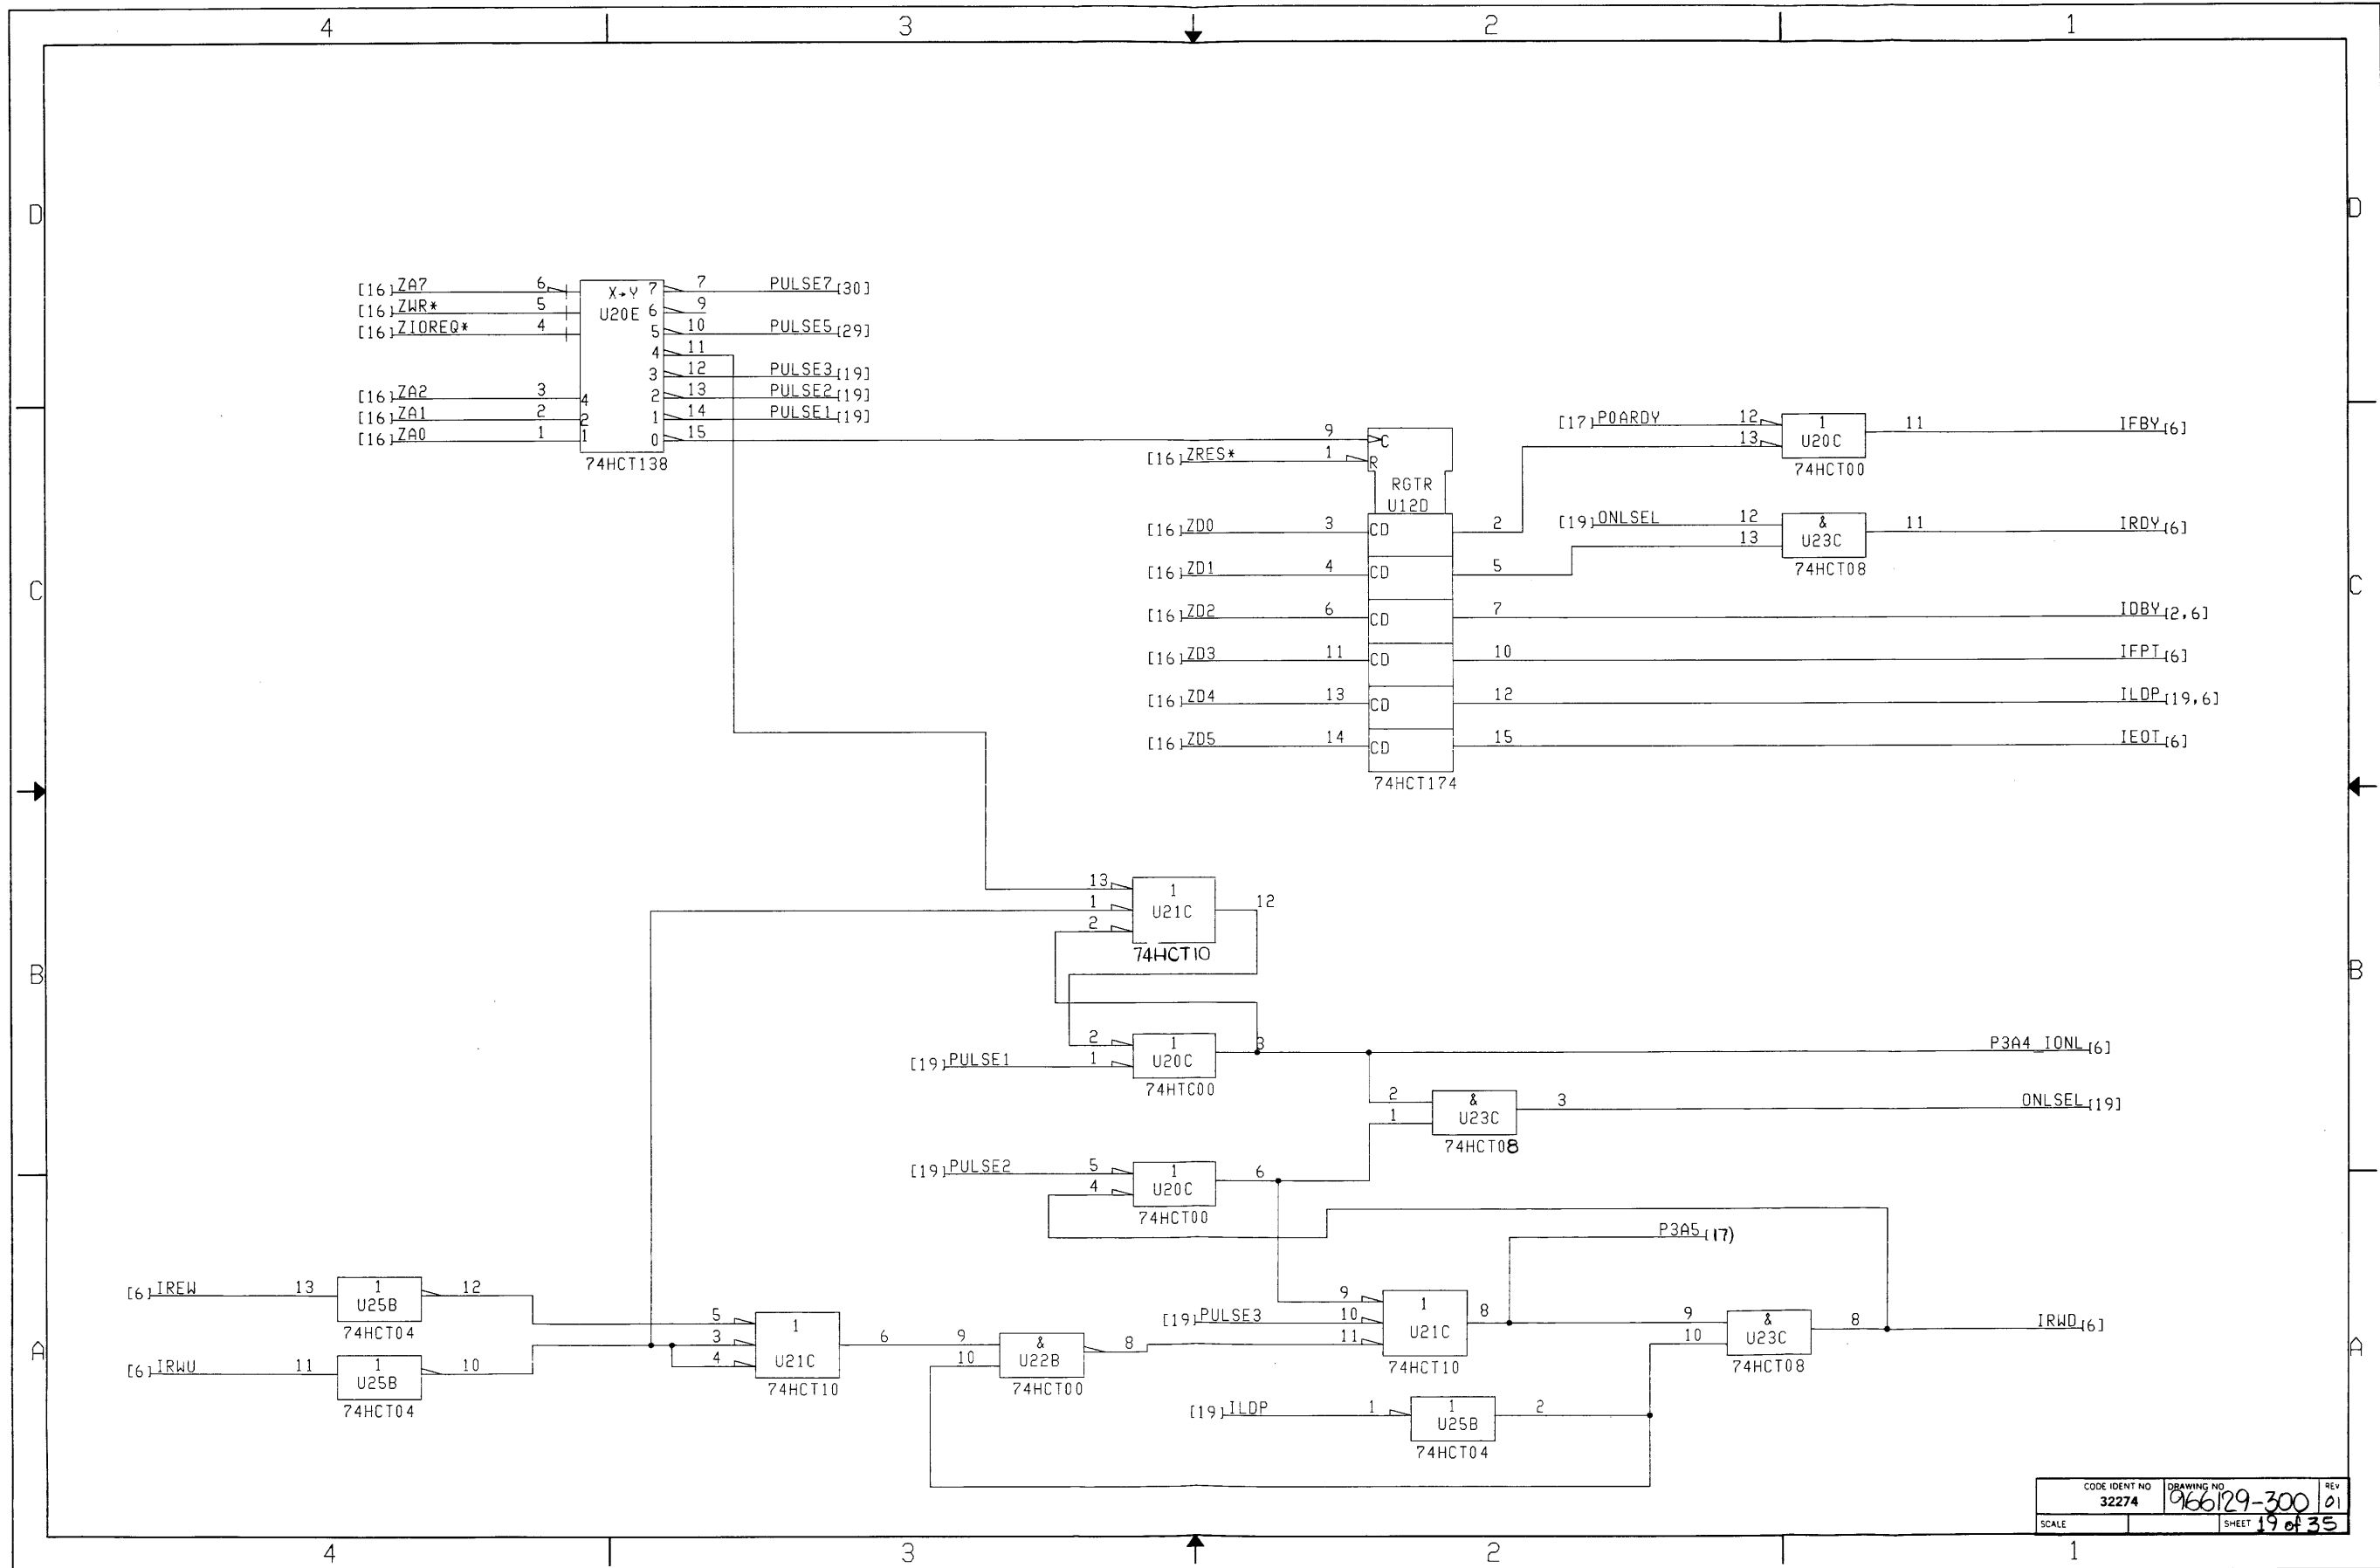 4 3 2 1
D D
[16] ZA7 6 X→Y 7 7 PULSE7 [30]
[16] ZWR* 5 U20E 6 9
[16] ZIOREQ* 4 5 10 PULSE5 [29]
4 11
3 12 PULSE3 [19]
[16] ZA2 3 4 2 13 PULSE2 [19]
[16] ZA1 2 2 1 14 PULSE1 [19]
[16] ZA0 1 1 0 15
74HCT138
9 C
[16] ZRES* 1 R
RGTR
U12D
[16] ZD0 3 CD 2
[16] ZD1 4 CD 5
[16] ZD2 6 CD 7 IDBY [2,6]
[16] ZD3 11 CD 10 IFPT [6]
[16] ZD4 13 CD 12 ILDP [19,6]
[16] ZD5 14 CD 15 IEOT [6]
74HCT174
[17] P0ARDY 12 1 11 IFBY [6]
13 U20C
74HCT00
[19] ONLSEL 12 & 11 IRDY [6]
13 U23C
74HCT08
C C
13 1 12
1 U21C
2
74HCT10
B B
2 1 3 P3A4 IONL [6]
[19] PULSE1 1 U20C
74HTC00
2 & 3 ONLSEL [19]
1 U23C
74HCT08
[19] PULSE2 5 1 6
4 U20C
74HCT00
P3A5 (17)
[6] IREW 13 1 12
U25B
74HCT04
[6] IRWU 11 1 10
U25B
74HCT04
5 1 6
3
4 U21C
74HCT10
9 & 8
10 U22B
74HCT00
9 1 8
[19] PULSE3 10 U21C
11
74HCT10
9 & 8 IRWD [6]
10 U23C
74HCT08
[19] ILDP 1 1 2
U25B
74HCT04
A A
CODE IDENT NO 32274
DRAWING NO 966129-300
REV 01
SCALE
SHEET 19 of 35
4 3 2 1